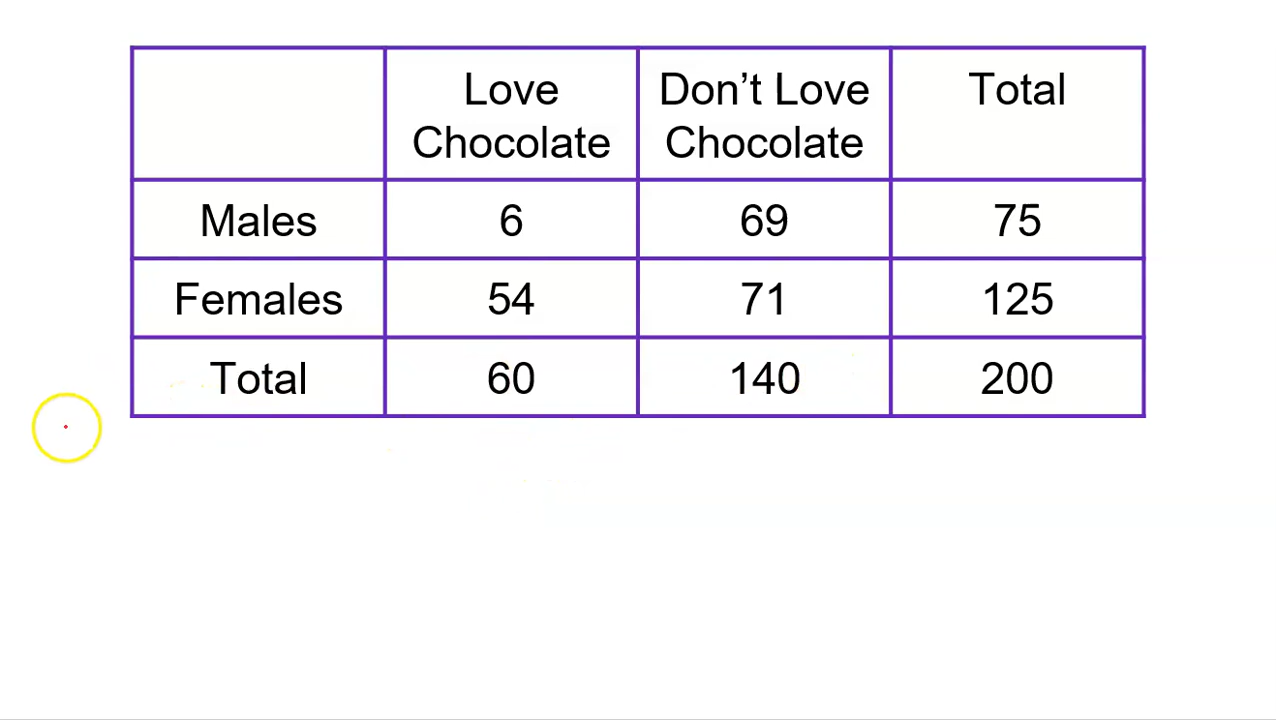 Love Chocolate Don’t Love Chocolate Total
Males 6 69 75
Females 54 71 125
Total 60 140 200